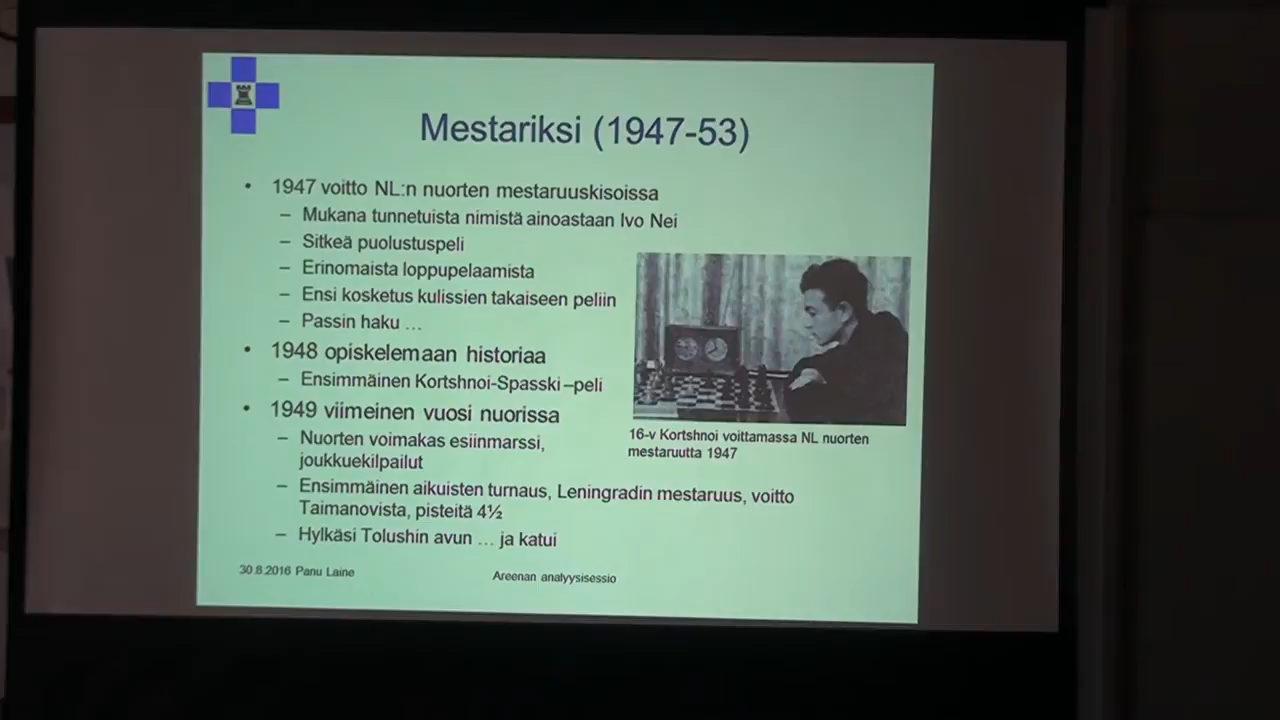 Mestariksi (1947-53)
• 1947 voitto NL:n nuorten mestaruuskisoissa
– Mukana tunnetuista nimistä ainoastaan Ivo Nei
– Sitkeä puolustuspeli
– Erinomaista loppupelaamista
– Ensi kosketus kulissien takaiseen peliin
– Passin haku …
• 1948 opiskelemaan historiaa
– Ensimmäinen Kortshnoi-Spasski –peli
• 1949 viimeinen vuosi nuorissa
– Nuorten voimakas esiinmarssi,
joukkuekilpailut
– Ensimmäinen aikuisten turnaus, Leningradin mestaruus, voitto
Taimanovista, pisteitä 4½
– Hylkäsi Tolushin avun … ja katui
16-v Kortshnoi voittamassa NL nuorten
mestaruutta 1947
30.8.2016 Panu Laine
Areenan analyysisessio